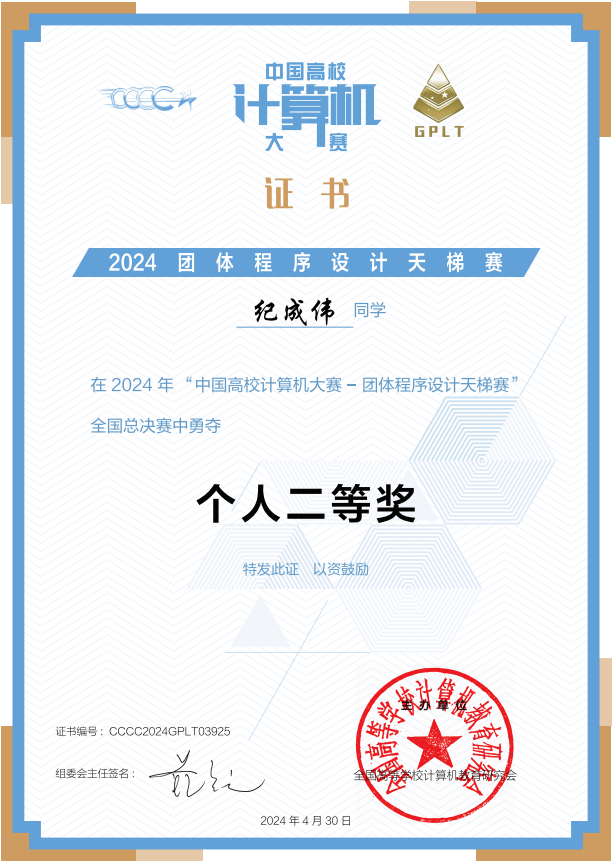 CCCC
中国高校
计算机
大赛
GPLT
证书
2024 团体程序设计天梯赛
纪成伟 同学
在 2024 年“中国高校计算机大赛 – 团体程序设计天梯赛”
全国总决赛中勇夺
个人二等奖
特发此证 以资鼓励
主办单位
全国高等学校计算机教育研究会
证书编号：CCCC2024GPLT03925
全国高等学校计算机教育研究会
组委会主任签名：
2024 年 4 月 30 日